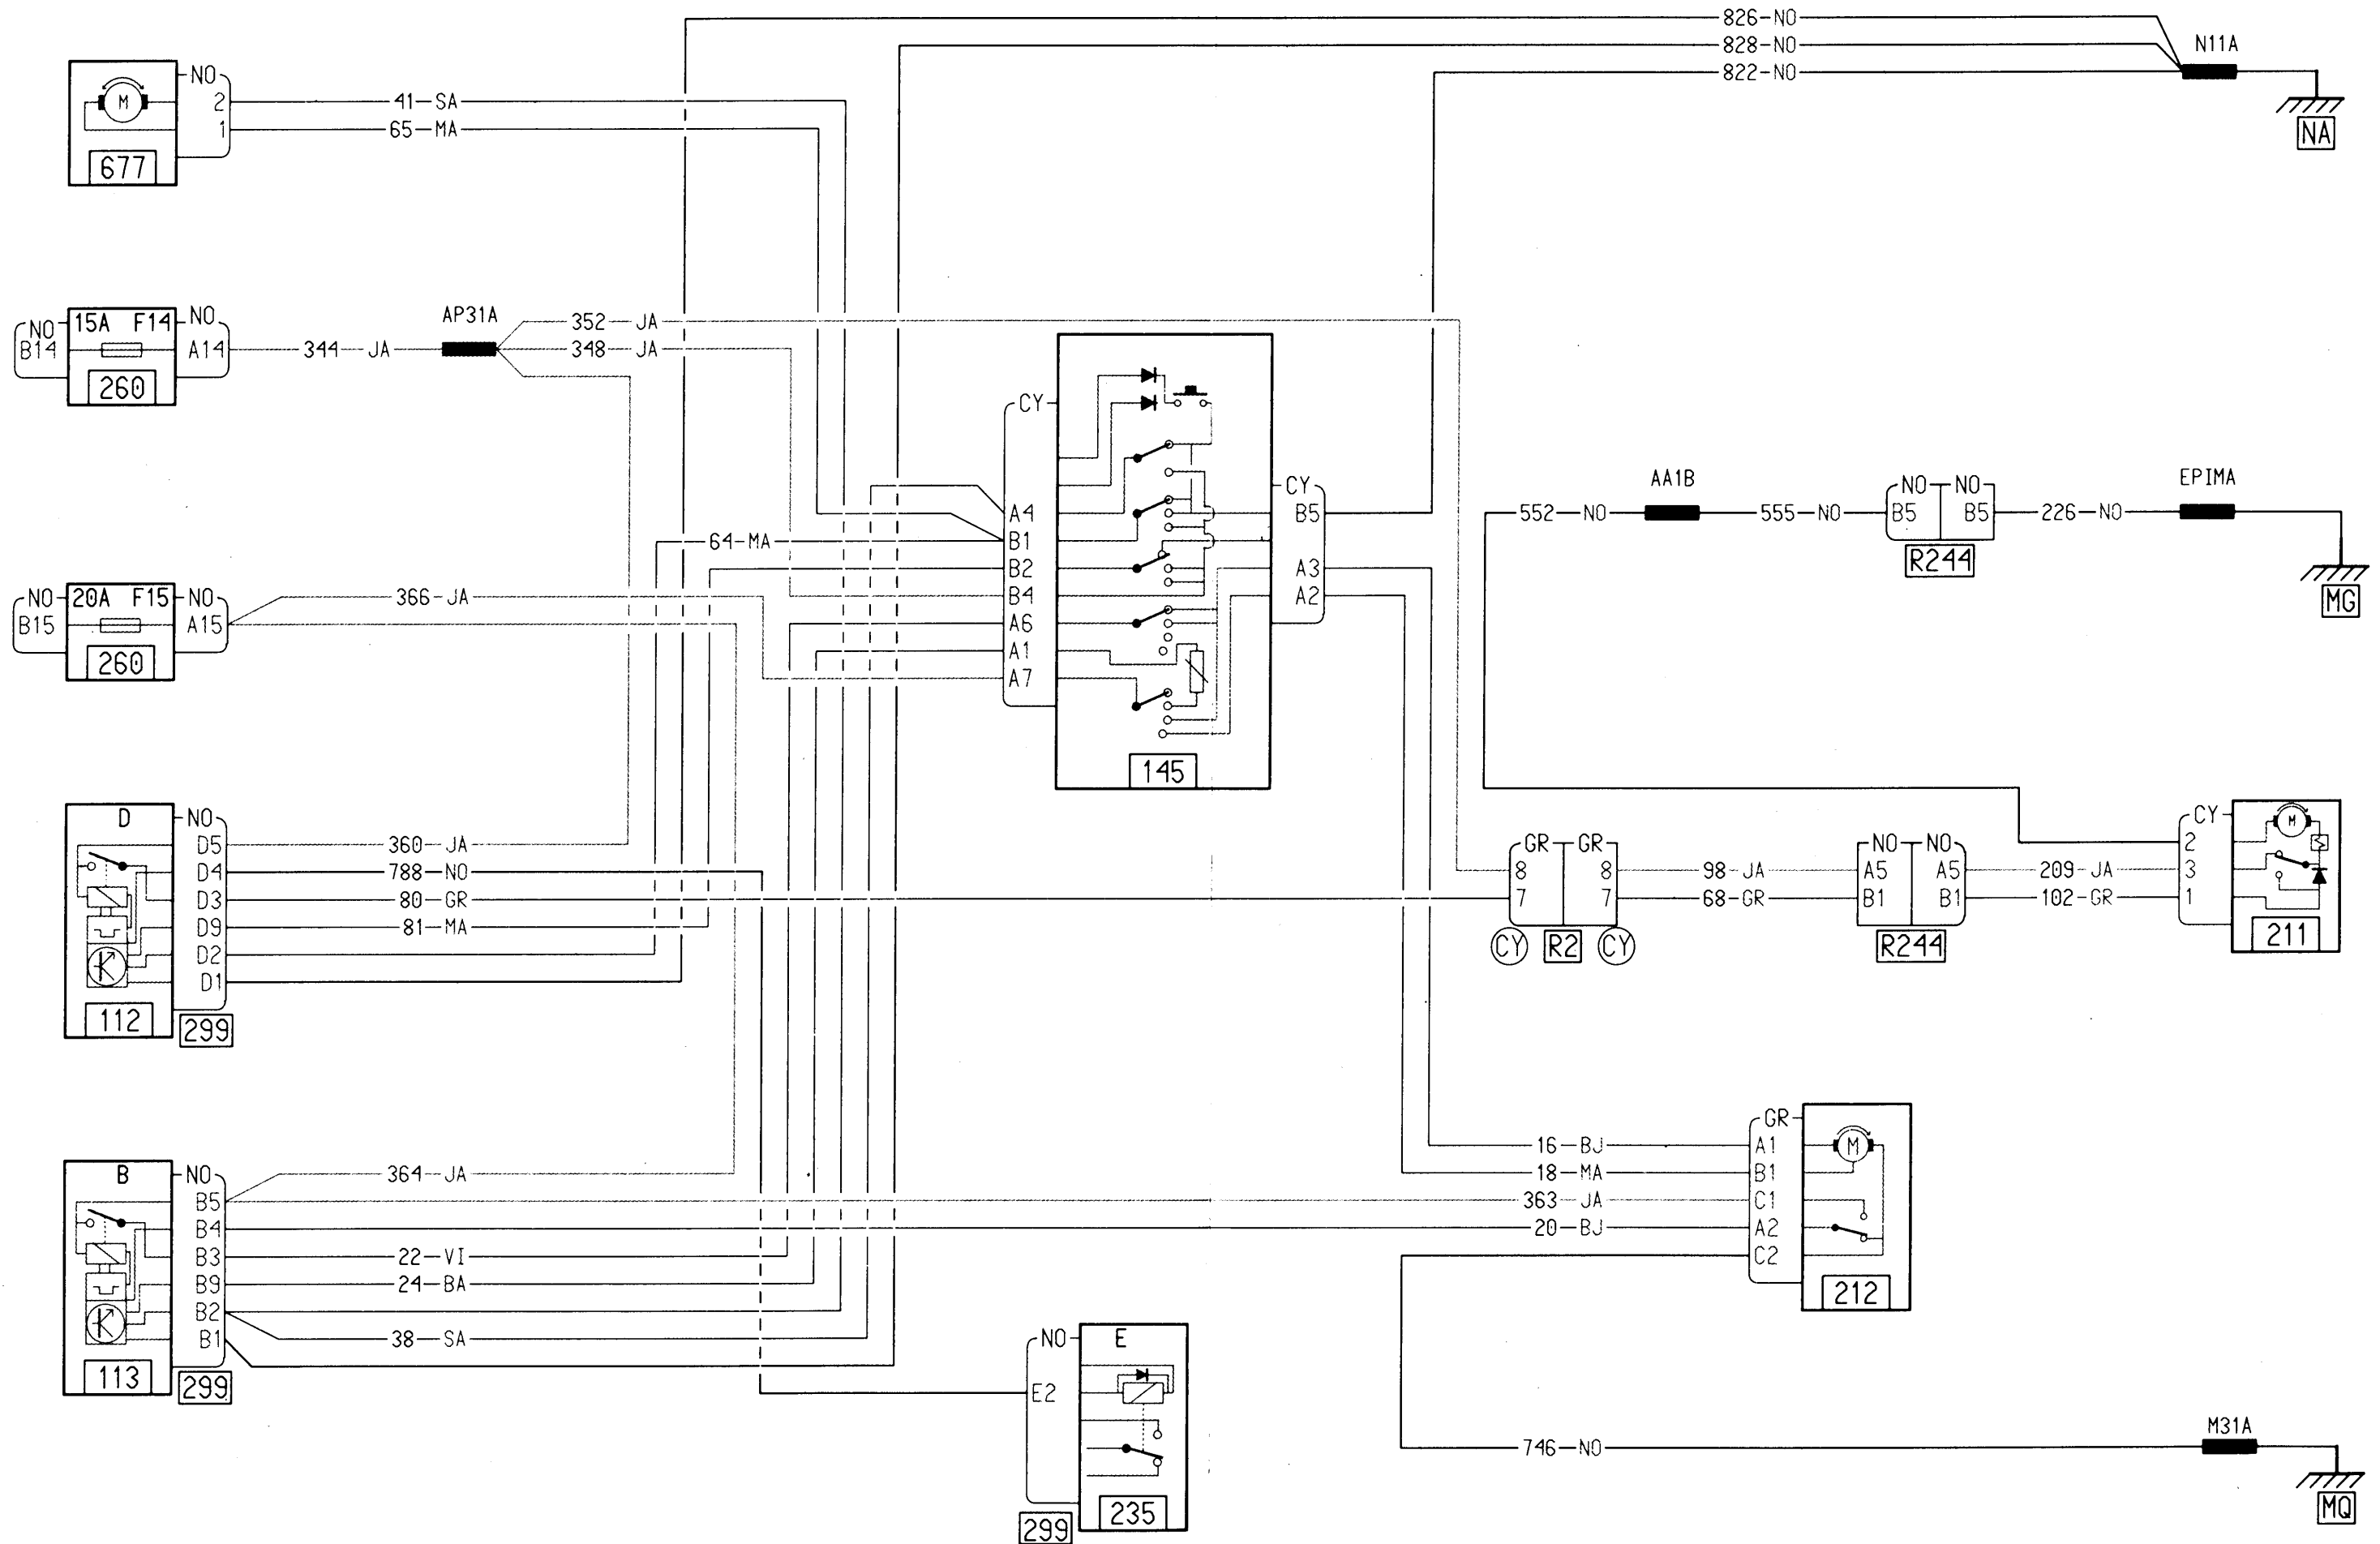 826-NO
828-NO
822-NO
N11A
NA
NO
M
2
1
677
41-SA
65-MA
NO
B14
15A F14
NO
A14
260
344 JA
AP31A
352 JA
348 JA
CY
A4
B1
B2
B4
A6
A1
A7
145
CY
B5
A3
A2
64-MA
NO
B15
20A F15
NO
A15
260
366-JA
552-NO
AA1B
555-NO
NO NO
B5 B5
R244
226-NO
EPIMA
MG
D
NO
D5
D4
D3
D9
D2
D1
112
299
360-JA
788-NO
80-GR
81-MA
GR GR
8 8
7 7
CY R2 CY
98-JA
68-GR
NO NO
A5 A5
B1 B1
R244
209-JA
102-GR
CY
2
3
1
M
211
B
NO
B5
B4
B3
B9
B2
B1
113
299
364-JA
22-VI
24-BA
38-SA
16-BJ
18-MA
363-JA
20-BJ
GR
A1
B1
C1
A2
C2
M
212
NO
E2
E
235
299
746-NO
M31A
MQ